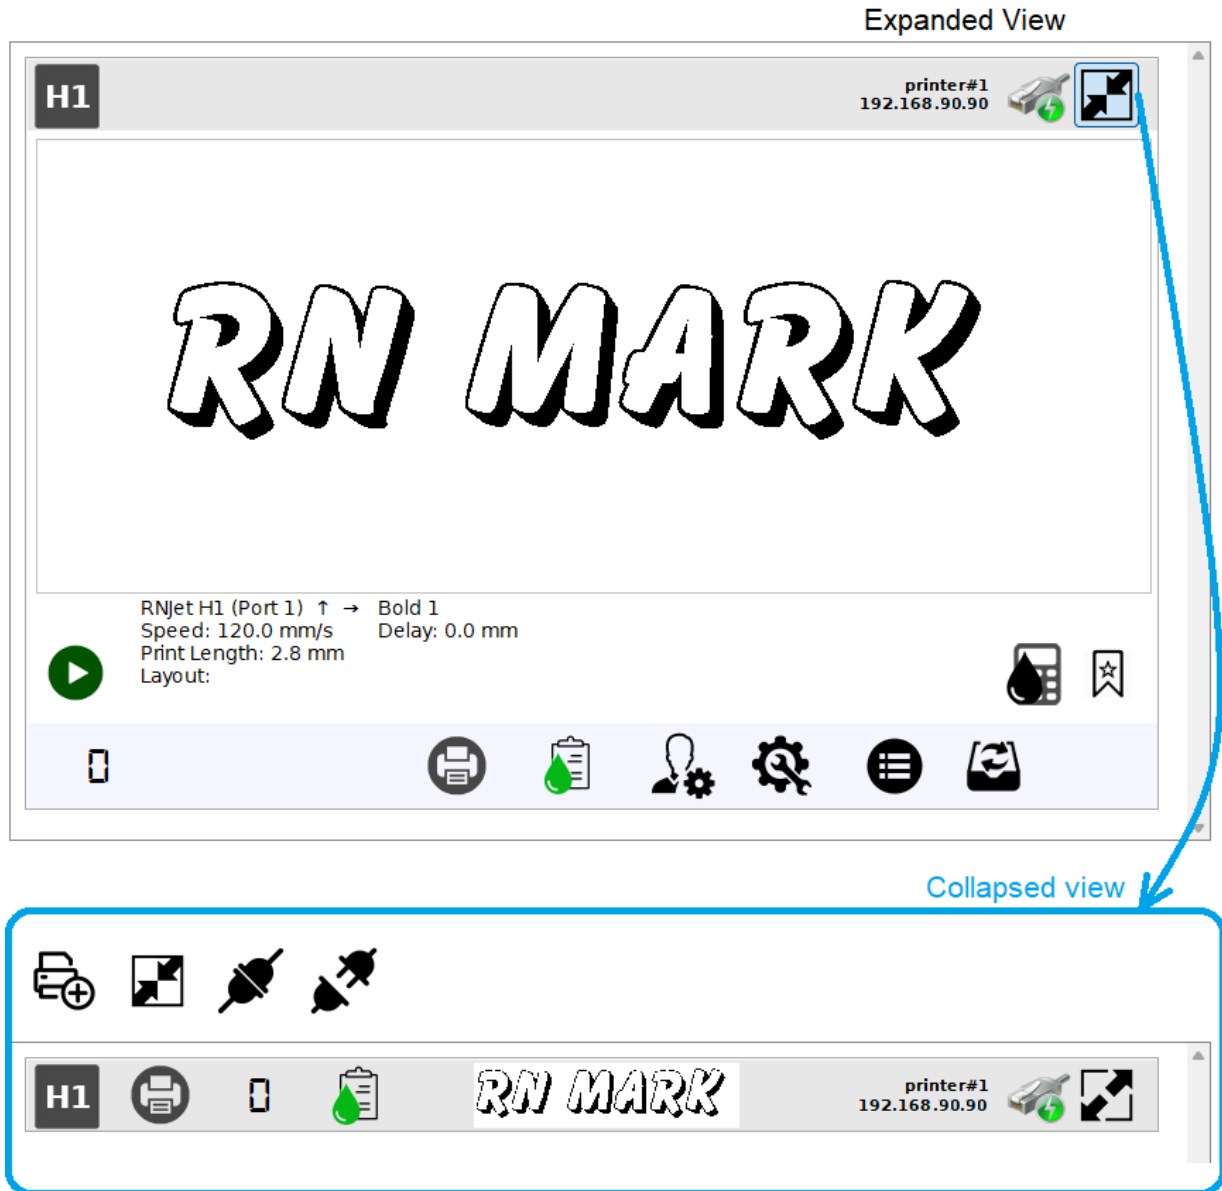 Expanded View
H1
printer#1
192.168.90.90
RN MARK
RNJet H1 (Port 1) ↑ → Bold 1
Speed: 120.0 mm/s Delay: 0.0 mm
Print Length: 2.8 mm
Layout:
0
Collapsed view
H1
0
RN MARK
printer#1
192.168.90.90